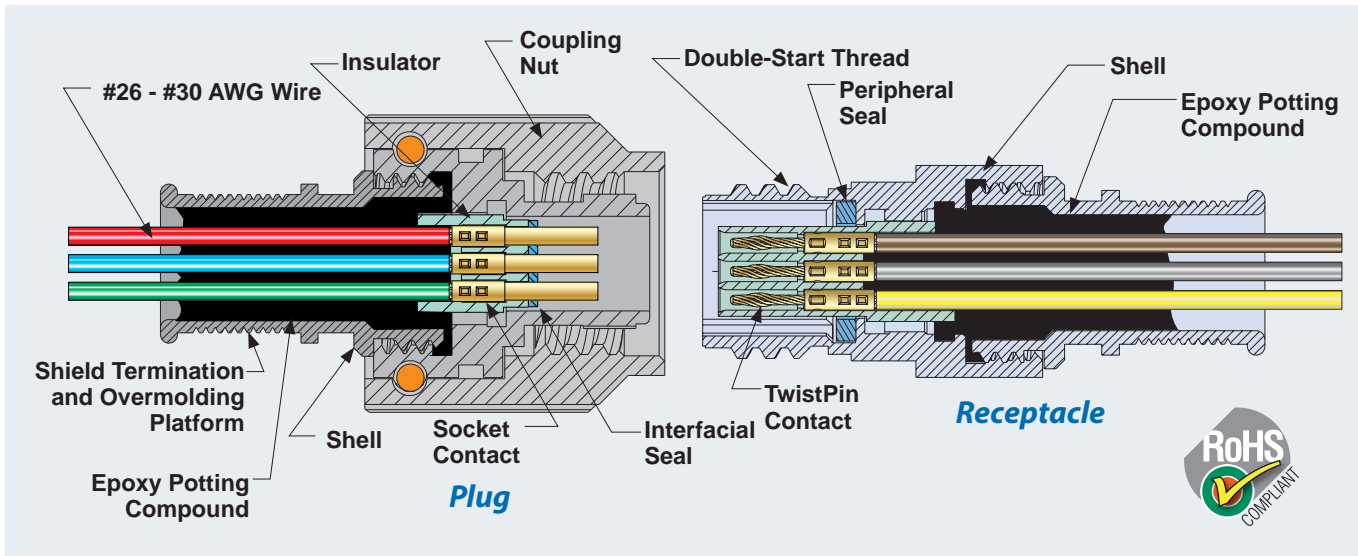 #26 - #30 AWG Wire
Insulator
Coupling
Nut
Double-Start Thread
Peripheral
Seal
Shell
Epoxy Potting
Compound
Shield Termination
and Overmolding
Platform
Epoxy Potting
Compound
Shell
Socket
Contact
Interfacial
Seal
Plug
TwistPin
Contact
Receptacle
RoHS
COMPLIANT